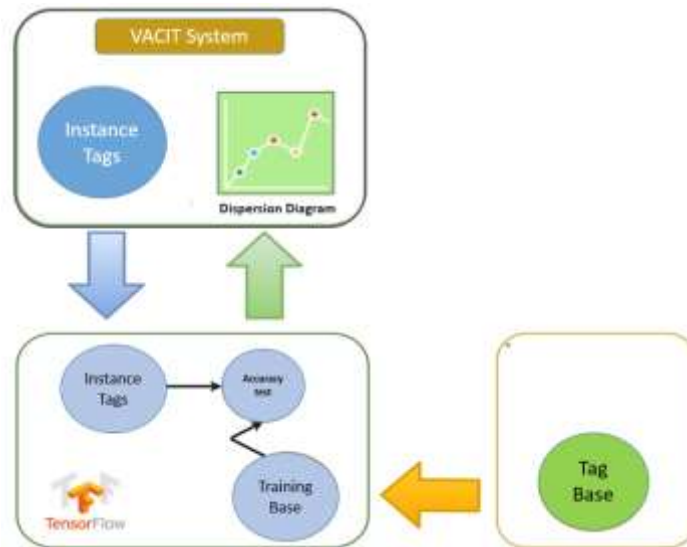 VACIT System
Instance
Tags
Dispersion Diagram
Instance
Tags
Accuracy
test
Training
Base
TensorFlow
Tag
Base